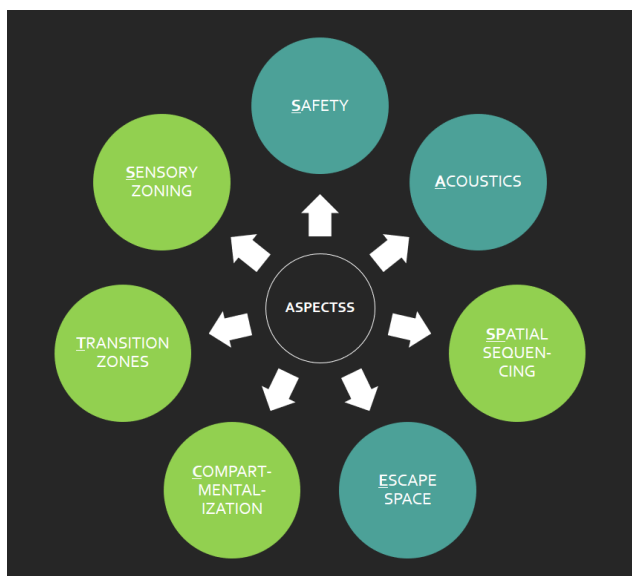 SAFETY
ACOUSTICS
SPATIAL
SEQUEN-
CING
ESCAPE
SPACE
COMPART-
MENTAL-
IZATION
TRANSITION
ZONES
SENSORY
ZONING
ASPECTSS